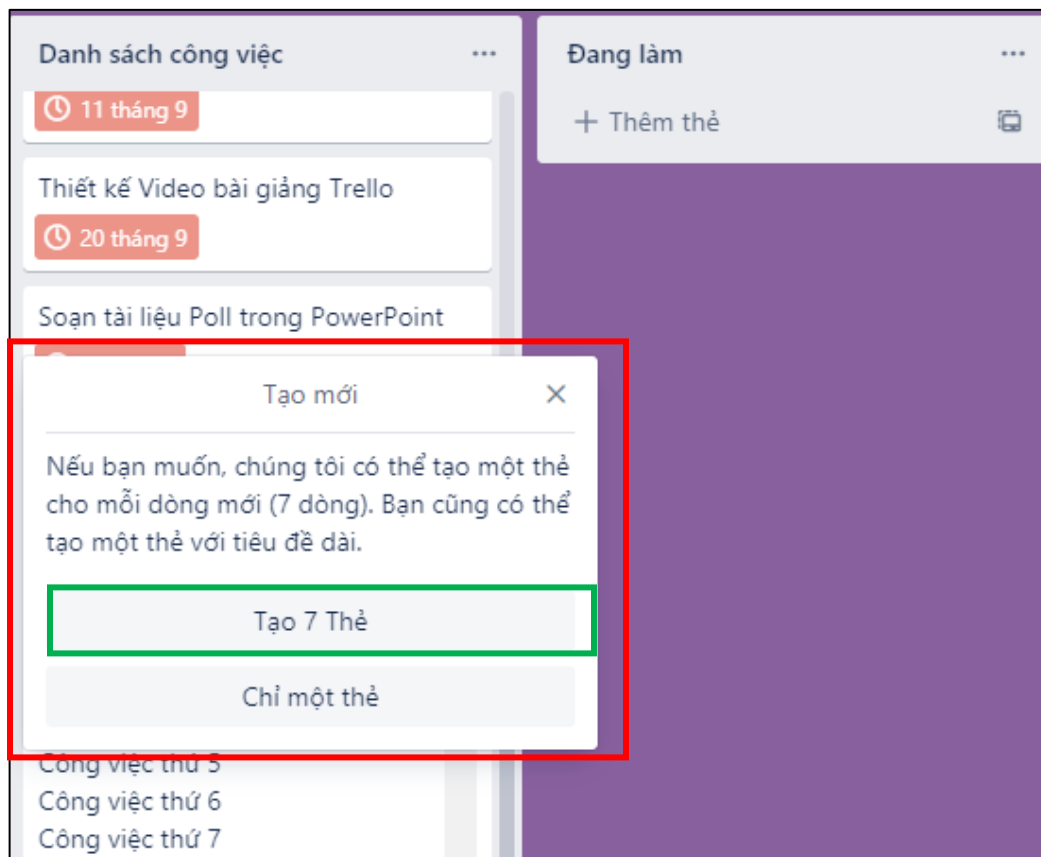 Danh sách công việc
Đang làm
11 tháng 9
Thêm thẻ
Thiết kế Video bài giảng Trello
20 tháng 9
Soạn tài liệu Poll trong PowerPoint
Tạo mới
Nếu bạn muốn, chúng tôi có thể tạo một thẻ
cho mỗi dòng mới (7 dòng). Bạn cũng có thể
tạo một thẻ với tiêu đề dài.
Tạo 7 Thẻ
Chỉ một thẻ
Công việc thứ 5
Công việc thứ 6
Công việc thứ 7